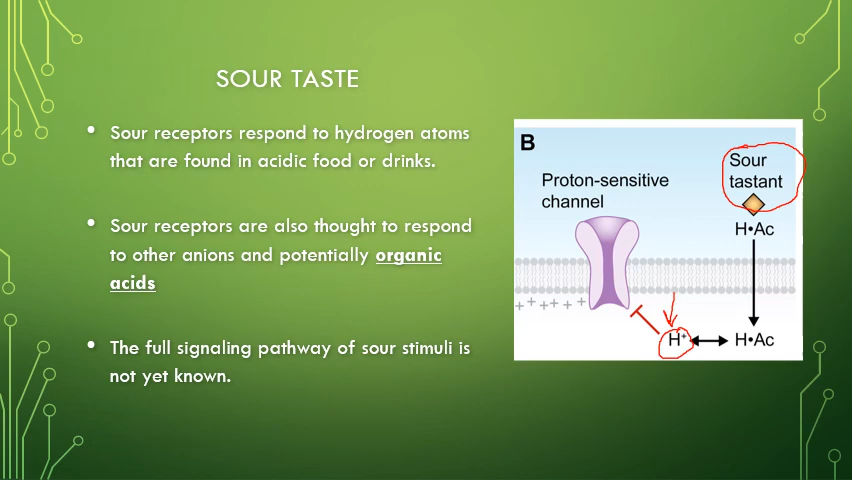 SOUR TASTE
• Sour receptors respond to hydrogen atoms
that are found in acidic food or drinks.
• Sour receptors are also thought to respond
to other anions and potentially organic
acids
• The full signaling pathway of sour stimuli is
not yet known.
B
Sour
tastant
Proton-sensitive
channel
H•Ac
+ + ++ + +
H⁺
H•Ac